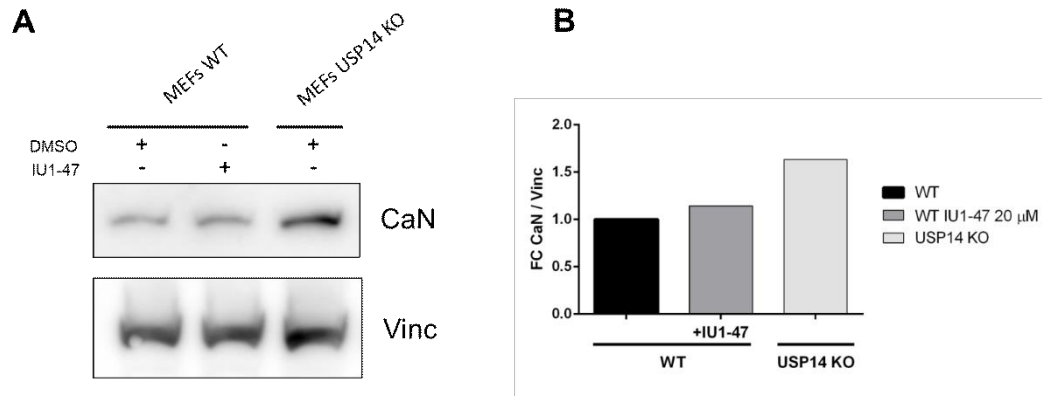 A
MEFs WT
MEFs USP14 KO
DMSO + - +
IU1-47 - + -
CaN
Vinc
B
FC CaN / Vinc
2.0
1.5
1.0
0.5
0.0
+IU1-47
WT
USP14 KO
WT
WT IU1-47 20 μM
USP14 KO